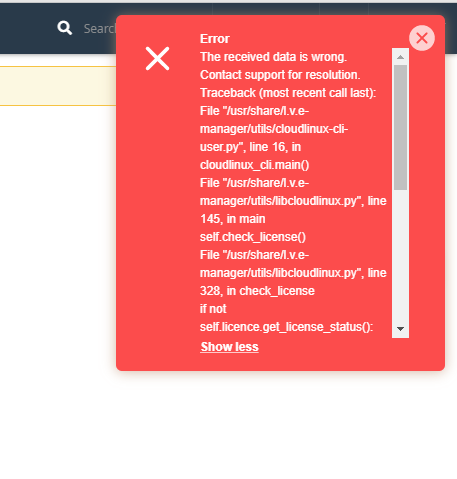 Search
Error
The received data is wrong.
Contact support for resolution.
Traceback (most recent call last):
File "/usr/share/l.v.e-
manager/utils/cloudlinux-cli-
user.py", line 16, in
cloudlinux_cli.main()
File "/usr/share/l.v.e-
manager/utils/libcloudlinux.py", line
145, in main
self.check_license()
File "/usr/share/l.v.e-
manager/utils/libcloudlinux.py", line
328, in check_license
if not
self.licence.get_license_status():
Show less